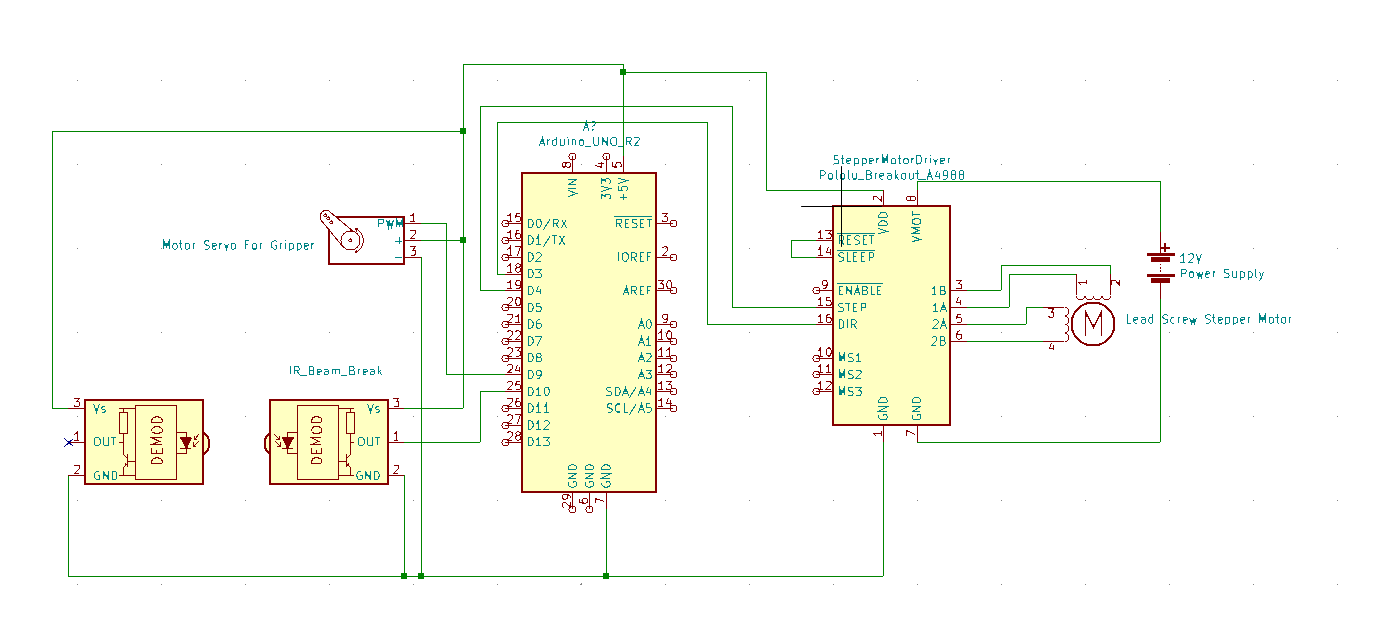 A?
Arduino_UNO_R2
StepperMotorDriver
Pololu_Breakout_A4988
8
4
5
VIN
3V3
+5V
2
8
VDD
VMOT
PWM
1
2
3
+
-
Motor Servo For Gripper
15
D0/RX
16
D1/TX
17
D2
18
D3
19
D4
20
D5
21
D6
22
D7
23
D8
24
D9
25
D10
26
D11
27
D12
28
D13
RESET
3
IOREF
2
AREF
30
A0
9
A1
10
A2
11
A3
12
SDA/A4
13
SCL/A5
14
GND
GND
GND
29
6
7
13
RESET
14
SLEEP
9
ENABLE
15
STEP
16
DIR
10
MS1
11
MS2
12
MS3
1B
3
1A
4
2A
5
2B
6
GND
GND
1
7
+
12V
Power Supply
1
2
3
4
M
Lead Screw Stepper Motor
IR_Beam_Break
3
Vs
1
OUT
2
GND
DEMOD
DEMOD
Vs
3
OUT
1
GND
2